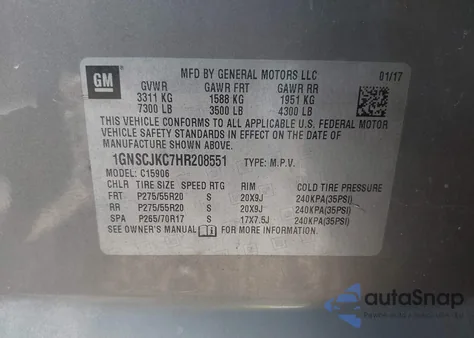 GM
MFD BY GENERAL MOTORS LLC
01/17
GVWR GAWR FRT GAWR RR
3311 KG 1588 KG 1951 KG
7300 LB 3500 LB 4300 LB
THIS VEHICLE CONFORMS TO ALL APPLICABLE U.S. FEDERAL MOTOR
VEHICLE SAFETY STANDARDS IN EFFECT ON THE DATE OF
MANUFACTURE SHOWN ABOVE.
1GNSCJKC7HR208551 TYPE: M.P.V.
MODEL: C15906
CHLR TIRE SIZE SPEED RTG RIM COLD TIRE PRESSURE
FRT P275/55R20 S 20X9J 240KPA(35PSI)
RR P275/55R20 S 20X9J 240KPA(35PSI)
SPA P265/70R17 S 17X7.5J 240KPA(35PSI)
SEE OWNER'S MANUAL FOR MORE INFORMATION.
autoSnap